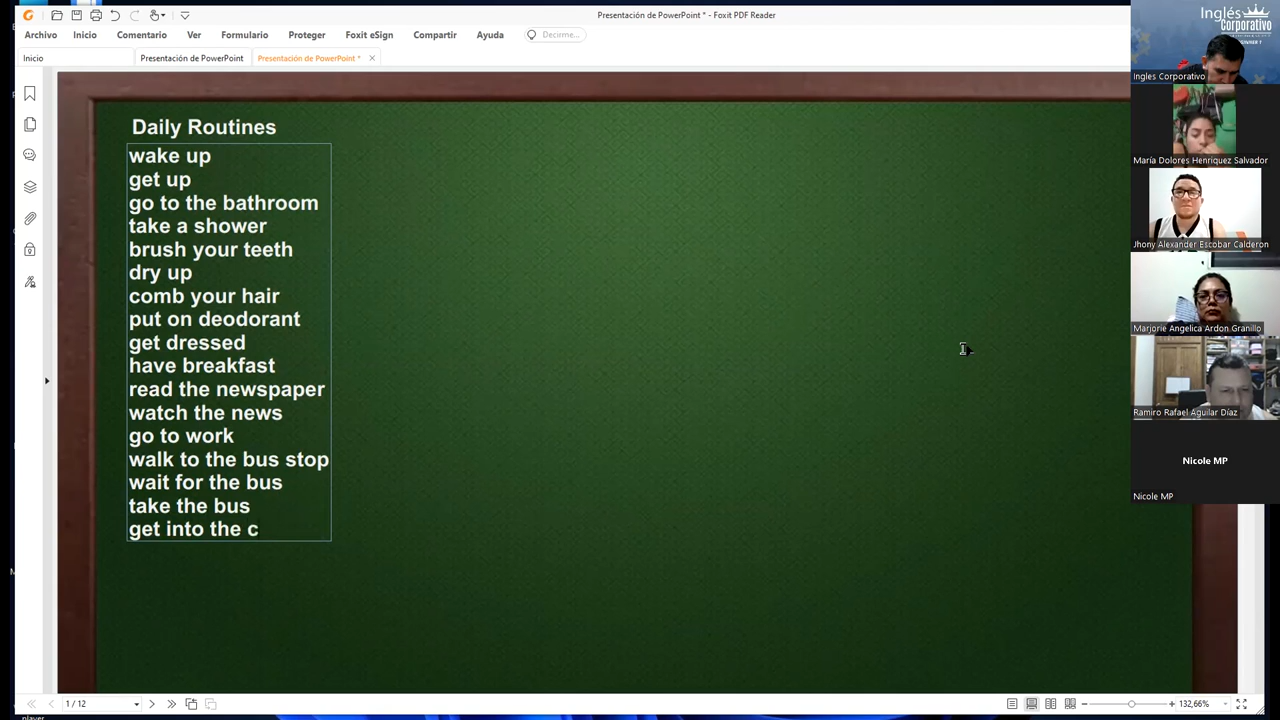 Presentación de PowerPoint * - Foxit PDF Reader
Archivo Inicio Comentario Ver Formulario Proteger Foxit eSign Compartir Ayuda Decirme...
Inicio Presentación de PowerPoint Presentación de PowerPoint *
Daily Routines
wake up
get up
go to the bathroom
take a shower
brush your teeth
dry up
comb your hair
put on deodorant
get dressed
have breakfast
read the newspaper
watch the news
go to work
walk to the bus stop
wait for the bus
take the bus
get into the c
1 / 12
132,66%
player
Inglés
Corporativo
Ingles Corporativo
María Dolores Henriquez Salvador
Jhony Alexander Escobar Calderon
Marjorie Angelica Ardon Granillo
Ramiro Rafael Aguilar Díaz
Nicole MP
Nicole MP